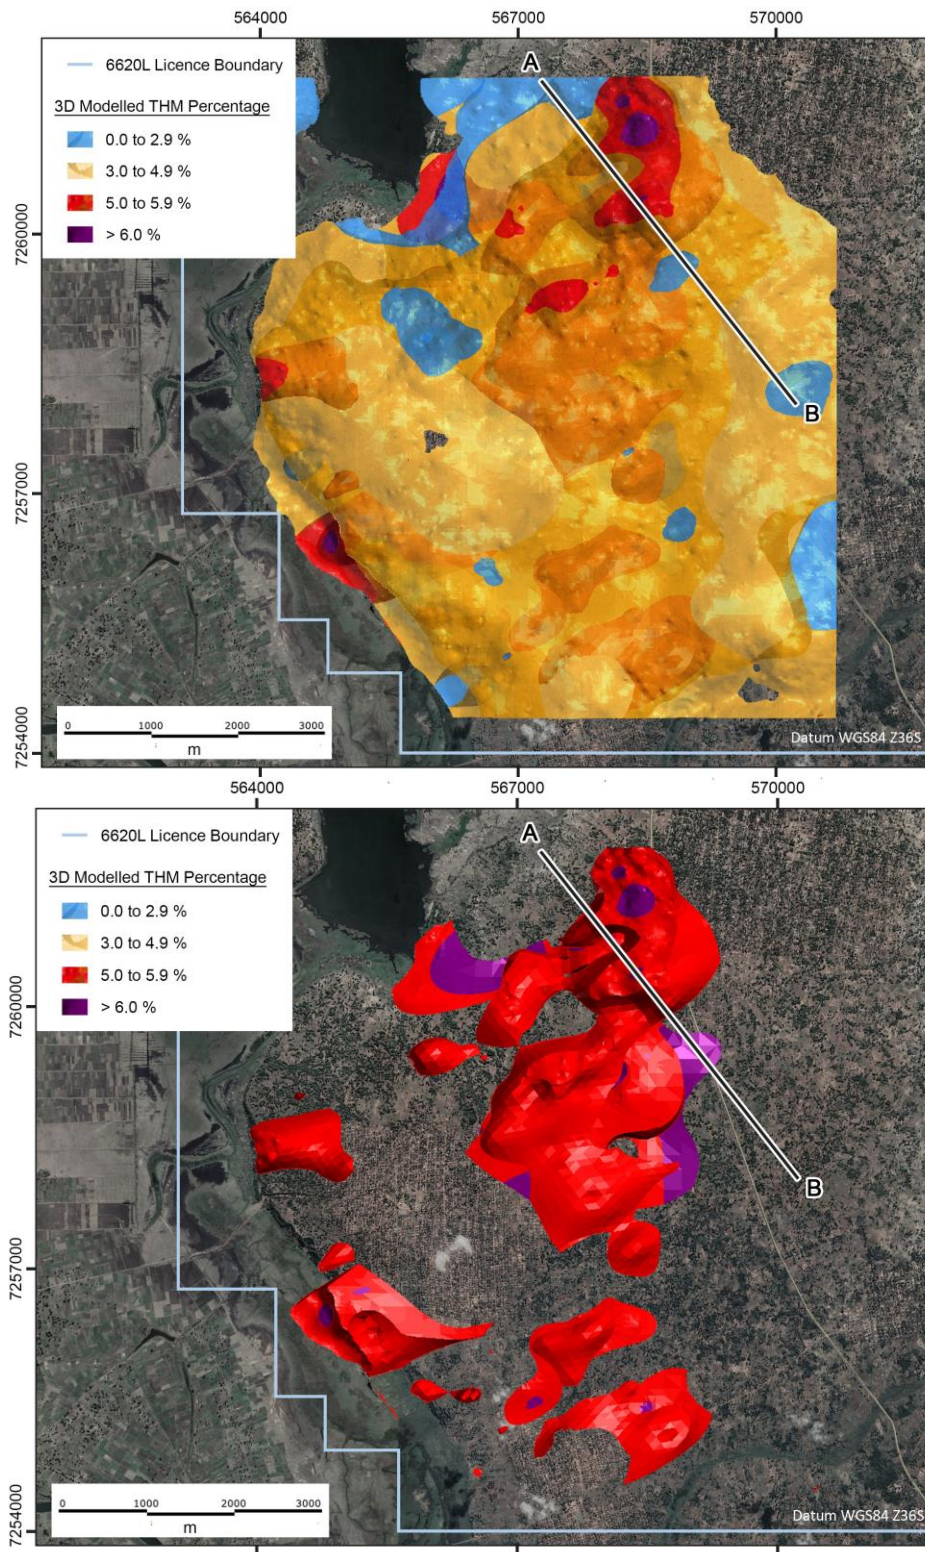 564000 567000 570000
6620L Licence Boundary
3D Modelled THM Percentage
0.0 to 2.9 %
3.0 to 4.9 %
5.0 to 5.9 %
> 6.0 %
A
B
7260000
7257000
7254000
0 1000 2000 3000
m
Datum WGS84 Z36S
564000 567000 570000
6620L Licence Boundary
3D Modelled THM Percentage
0.0 to 2.9 %
3.0 to 4.9 %
5.0 to 5.9 %
> 6.0 %
A
B
7260000
7257000
7254000
0 1000 2000 3000
m
Datum WGS84 Z36S